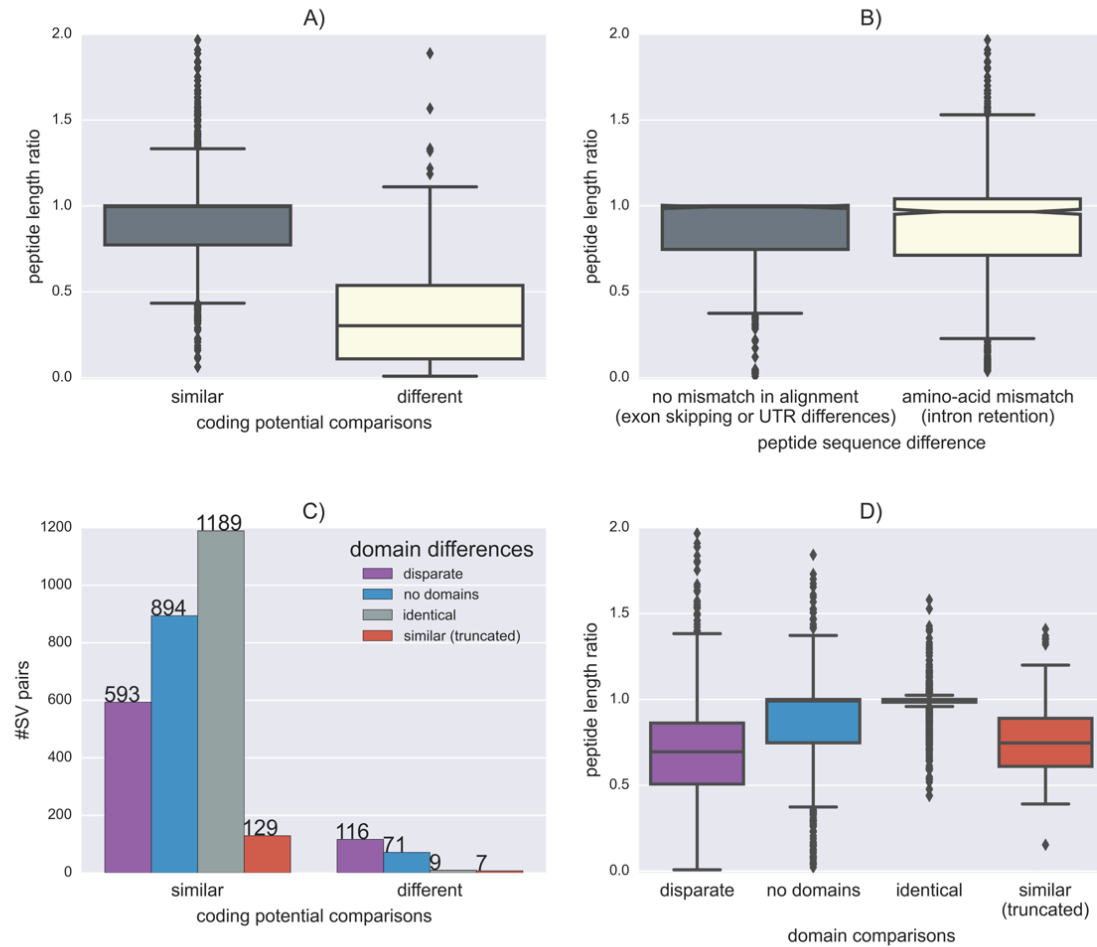 A)
2.0
1.5
1.0
0.5
0.0
peptide length ratio
similar
different
coding potential comparisons
B)
2.0
1.5
1.0
0.5
0.0
peptide length ratio
no mismatch in alignment
(exon skipping or UTR differences)
amino-acid mismatch
(intron retention)
peptide sequence difference
C)
1200
1000
800
600
400
200
0
#SV pairs
593
894
1189
129
116
71
9
7
domain differences
disparate
no domains
identical
similar (truncated)
similar
different
coding potential comparisons
D)
2.0
1.5
1.0
0.5
0.0
peptide length ratio
disparate
no domains
identical
similar
(truncated)
domain comparisons